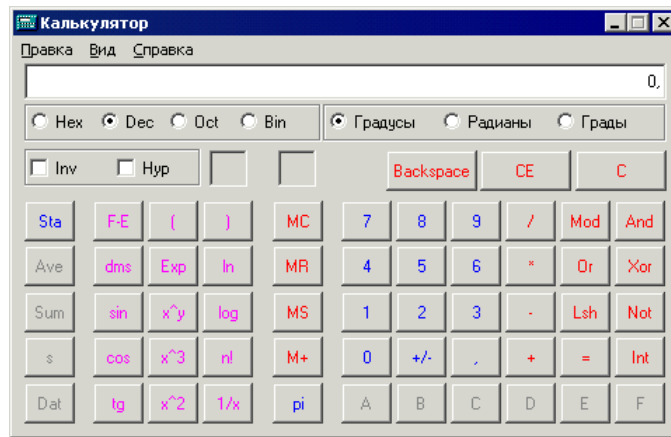 Калькулятор
Правка Вид Справка
0,
Hex Dec Oct Bin Градусы Радианы Грады
Inv Hyp Backspace CE C
Sta F-E ( ) MC 7 8 9 / Mod And
Ave dms Exp ln MR 4 5 6 * Or Xor
Sum sin x^y log MS 1 2 3 - Lsh Not
s cos x^3 n! M+ 0 +/- , + = Int
Dat tg x^2 1/x pi A B C D E F